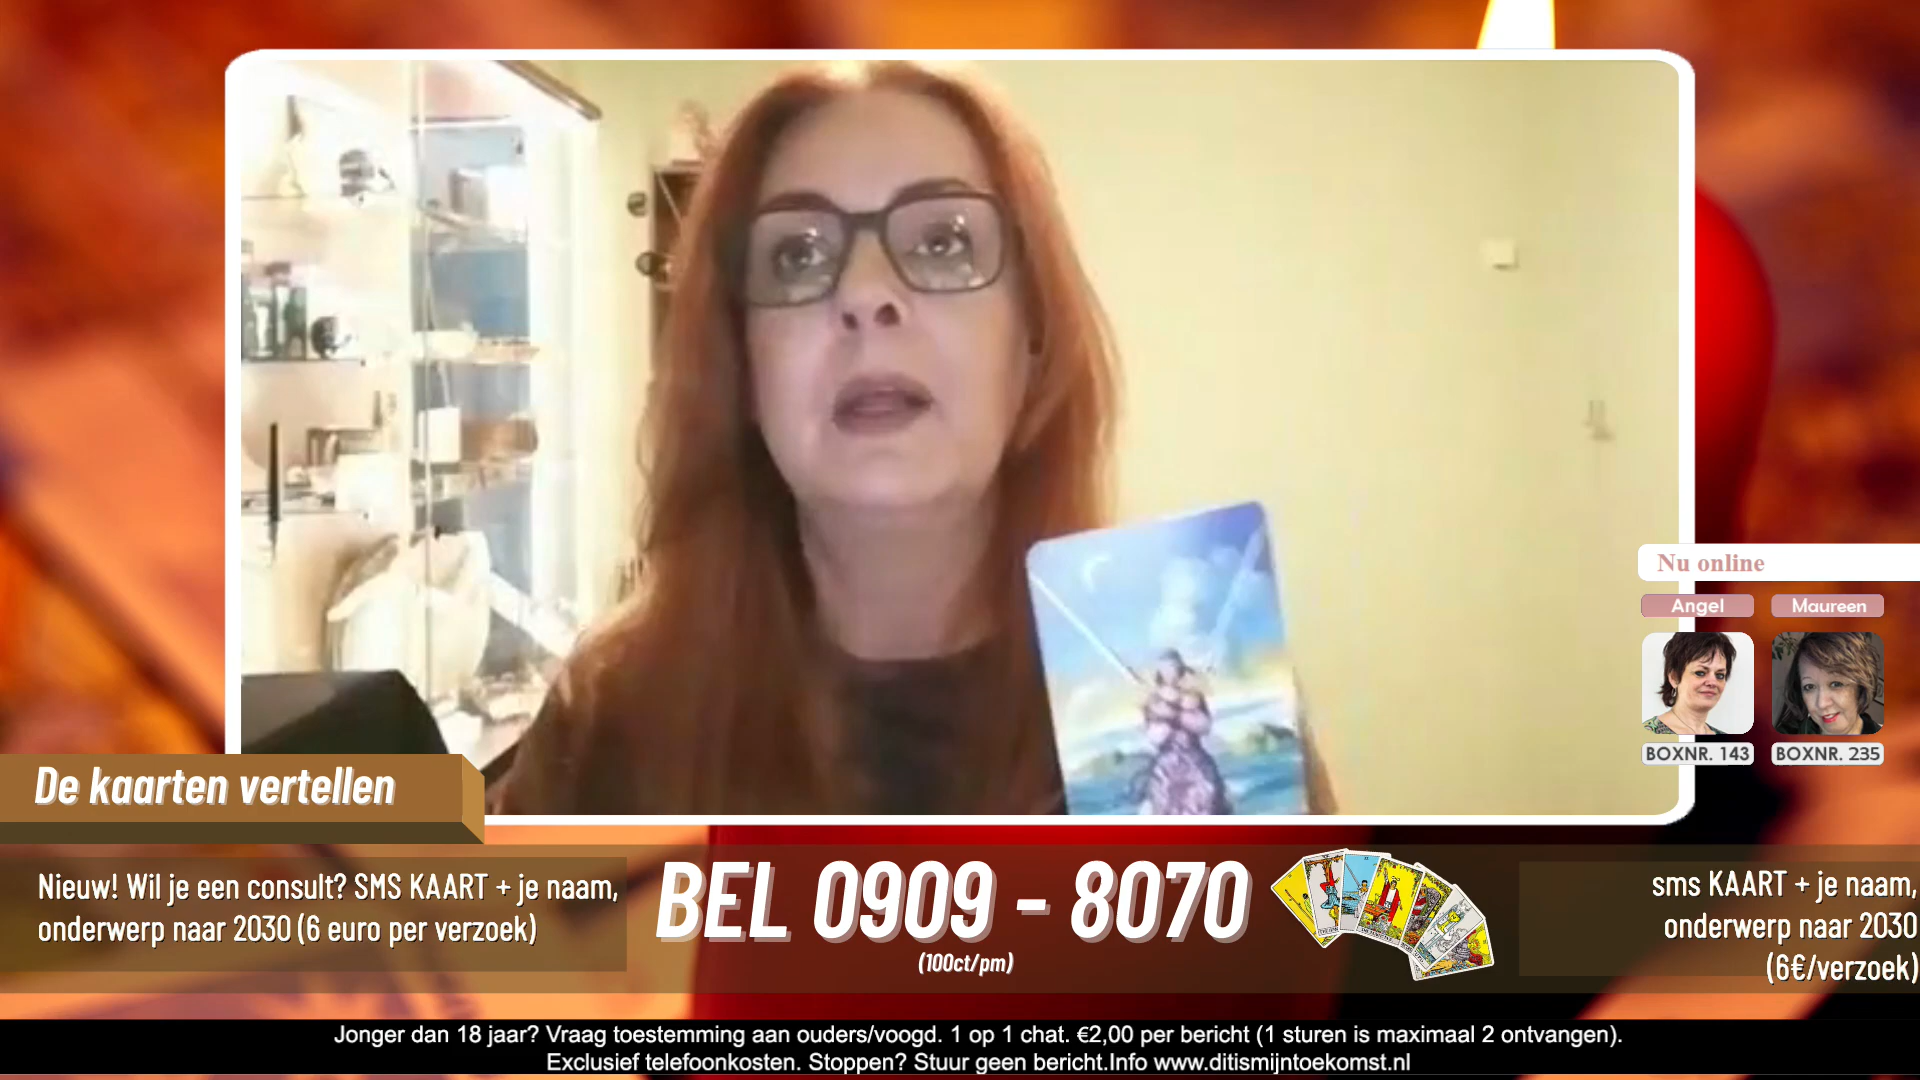 Nu online
Angel
Maureen
BOXNR. 143
BOXNR. 235
De kaarten vertellen
Nieuw! Wil je een consult? SMS KAART + je naam,
onderwerp naar 2030 (6 euro per verzoek)
BEL 0909 - 8070
(100ct/pm)
sms KAART + je naam,
onderwerp naar 2030
(6€/verzoek)
Jonger dan 18 jaar? Vraag toestemming aan ouders/voogd. 1 op 1 chat. €2,00 per bericht (1 sturen is maximaal 2 ontvangen).
Exclusief telefoonkosten. Stoppen? Stuur geen bericht.Info www.ditismijntoekomst.nl